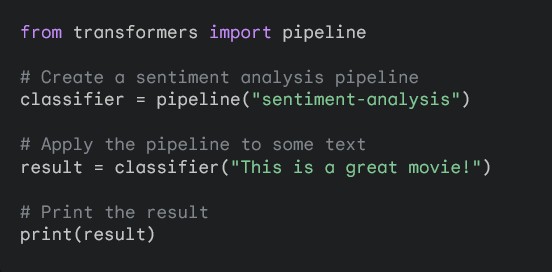 from transformers import pipeline
# Create a sentiment analysis pipeline
classifier = pipeline("sentiment-analysis")
# Apply the pipeline to some text
result = classifier("This is a great movie!")
# Print the result
print(result)